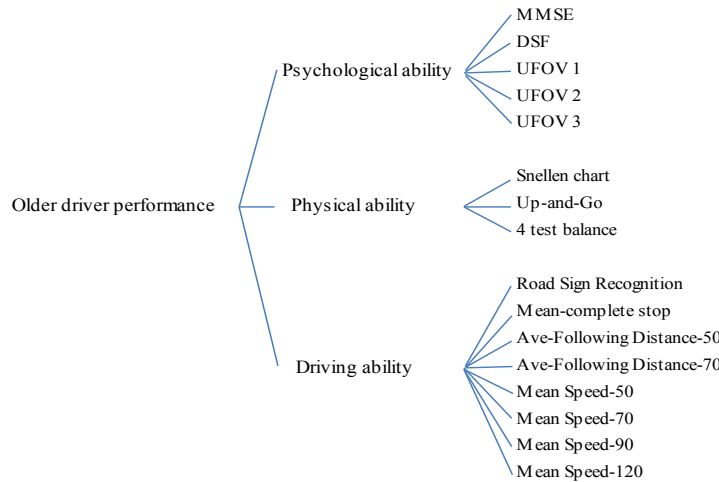 MMSE
DSF
Psychological ability
UFOV 1
UFOV 2
UFOV 3
Snellen chart
Older driver performance
Physical ability
Up-and-Go
4 test balance
Road Sign Recognition
Mean-complete stop
Ave-Following Distance-50
Driving ability
Ave-Following Distance-70
Mean Speed-50
Mean Speed-70
Mean Speed-90
Mean Speed-120